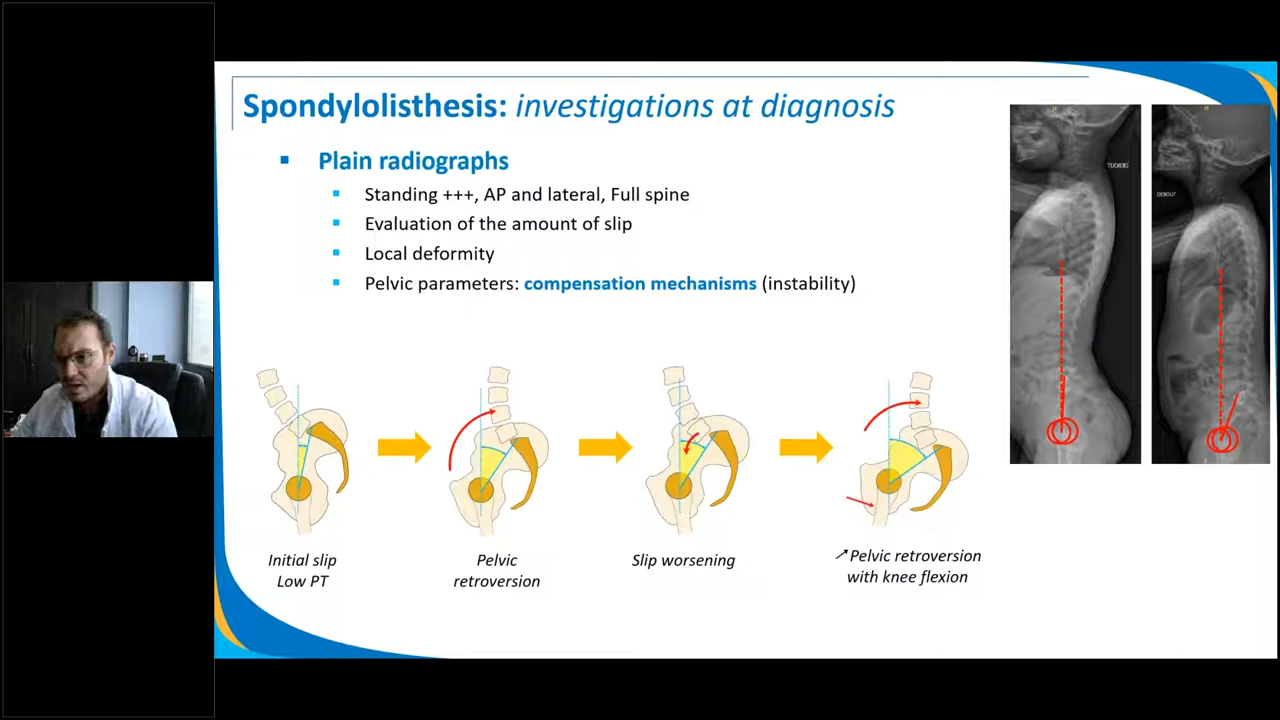 Spondylolisthesis: investigations at diagnosis
Plain radiographs
Standing +++, AP and lateral, Full spine
Evaluation of the amount of slip
Local deformity
Pelvic parameters: compensation mechanisms (instability)
DEBOUT
Initial slip
Low PT
Pelvic
retroversion
Slip worsening
↗Pelvic retroversion
with knee flexion